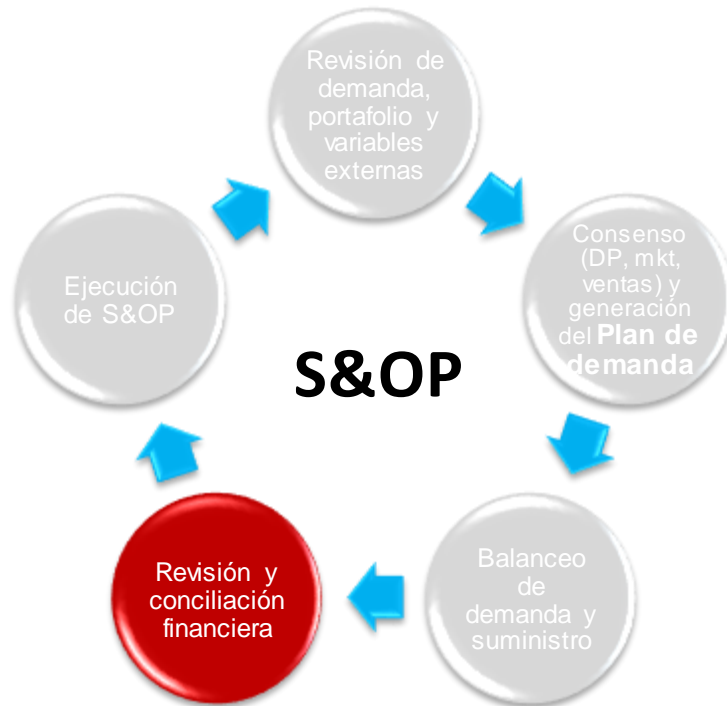 Revisión de
demanda,
portafolio y
variables
externas
Consenso
(DP, mkt,
ventas) y
generación
del Plan de
demanda
Balanceo
de
demanda y
suministro
Revisión y
conciliación
financiera
Ejecución
de S&OP
S&OP